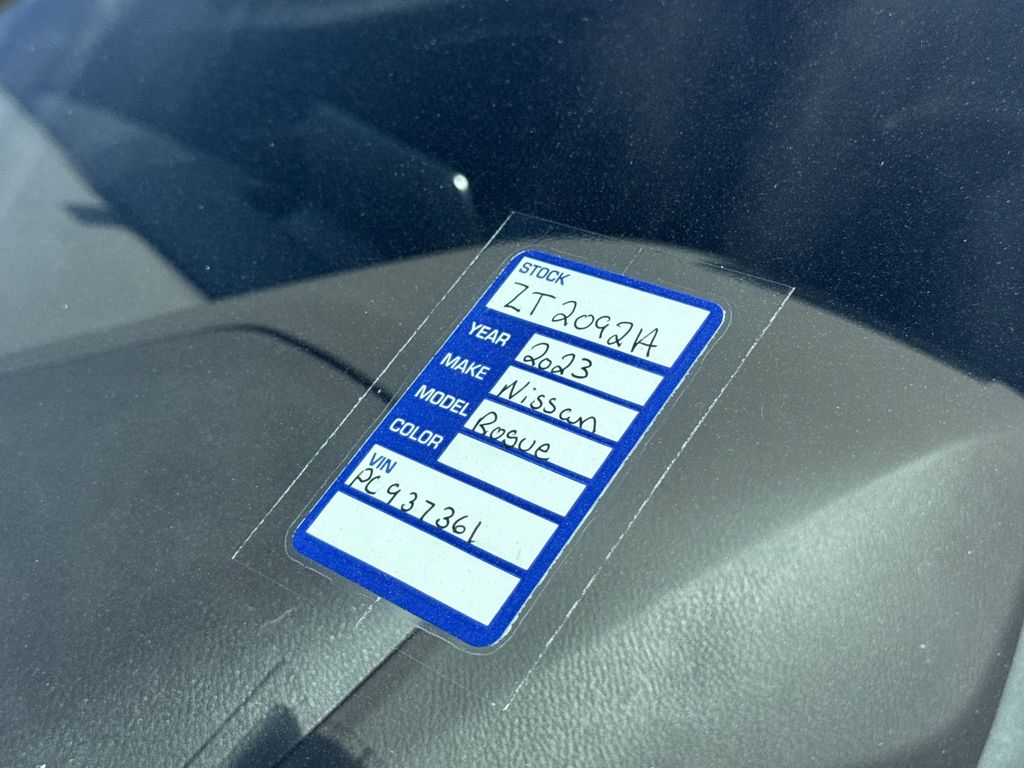 STOCK
ZT2092A
YEAR 2023
MAKE Nissan
MODEL Rogue
COLOR
VIN
PC937361